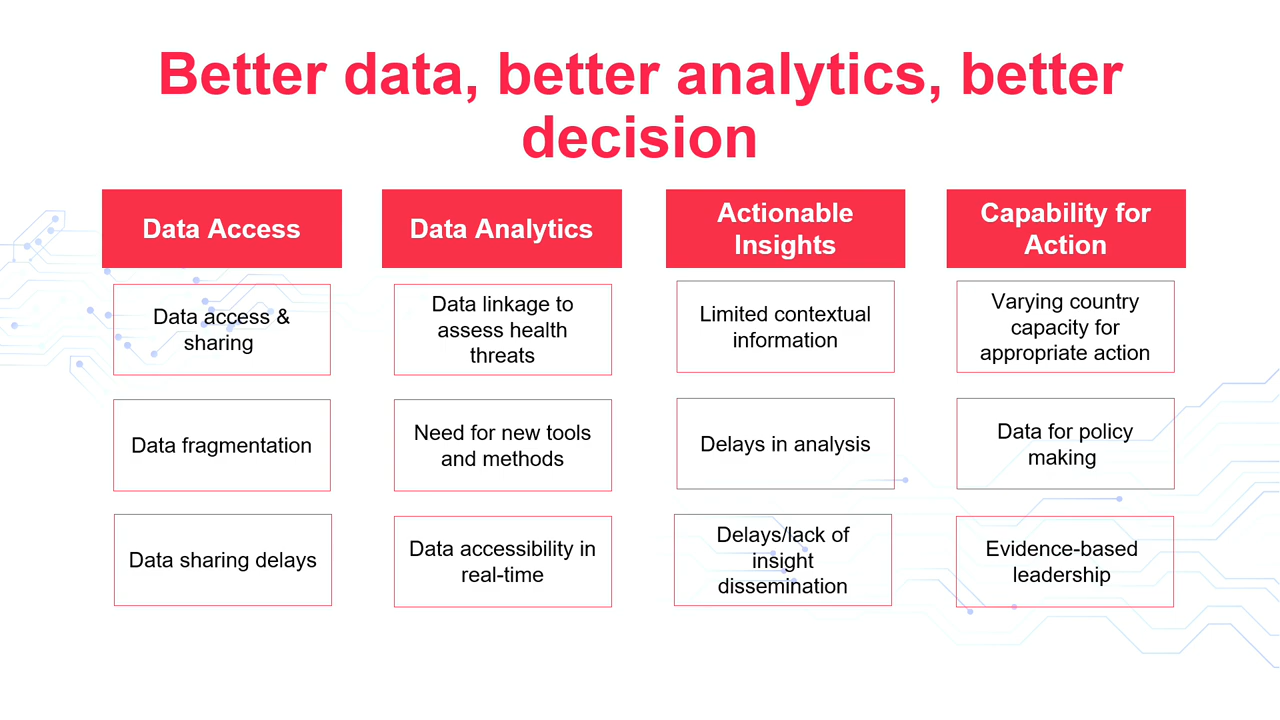 Better data, better analytics, better
decision
Data Access
Data access &
sharing
Data fragmentation
Data sharing delays
Data Analytics
Data linkage to
assess health
threats
Need for new tools
and methods
Data accessibility in
real-time
Actionable
Insights
Limited contextual
information
Delays in analysis
Delays/lack of
insight
dissemination
Capability for
Action
Varying country
capacity for
appropriate action
Data for policy
making
Evidence-based
leadership